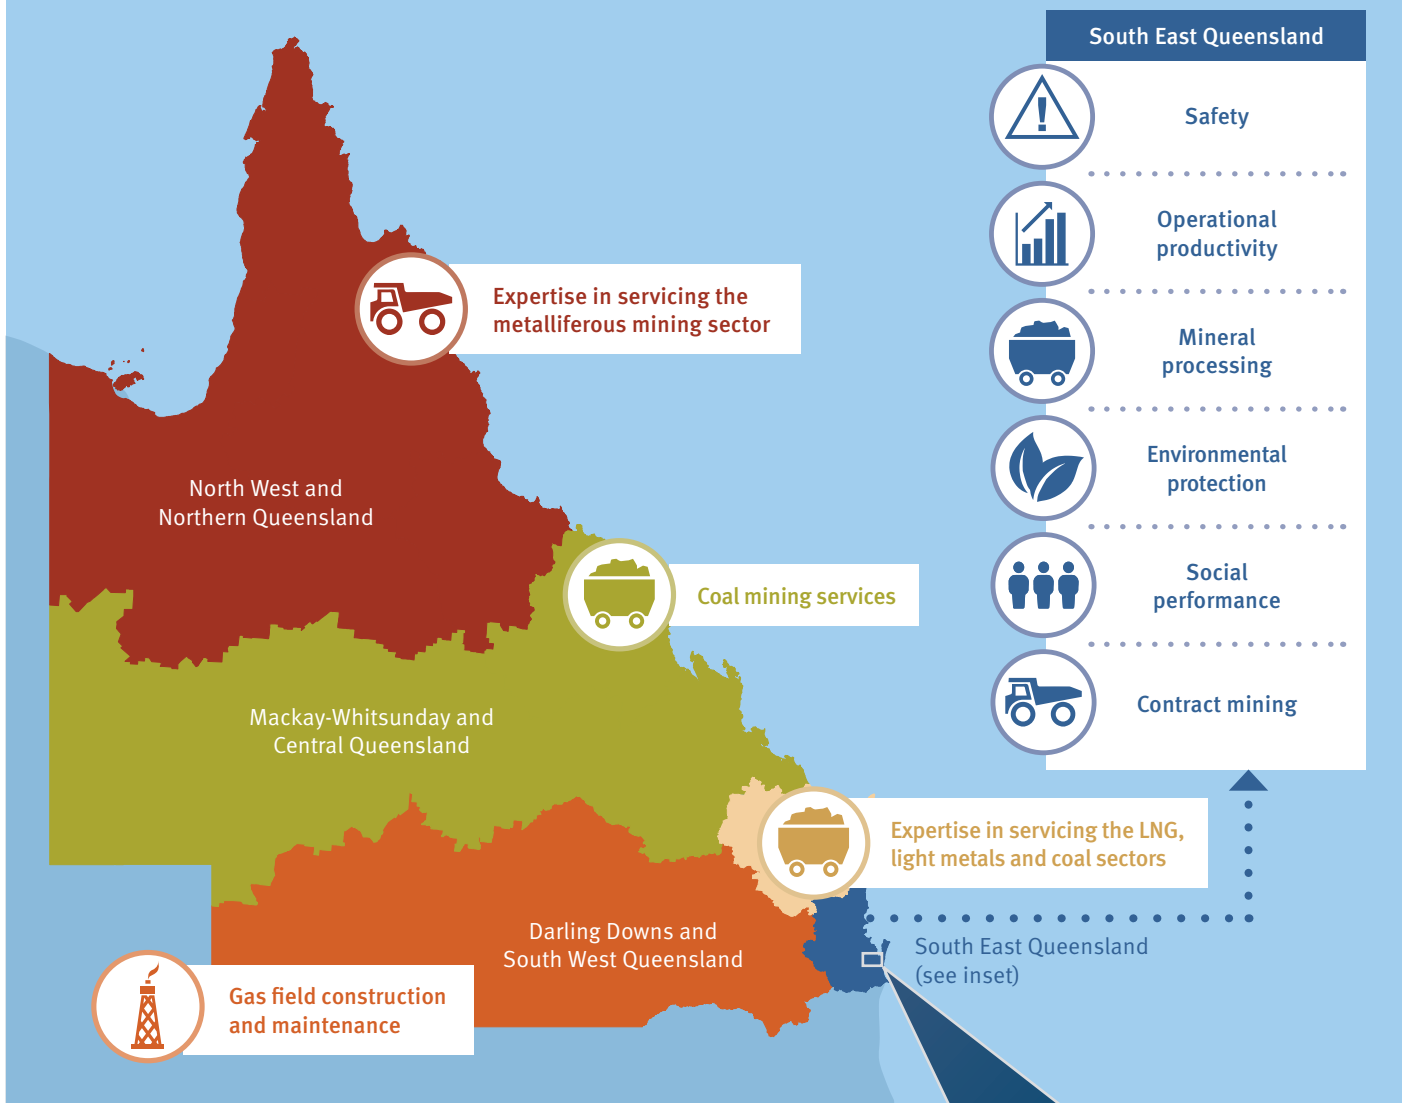 South East Queensland
Safety
Operational
productivity
Mineral
processing
Environmental
protection
Social
performance
Contract mining
Expertise in servicing the
metalliferous mining sector
North West and
Northern Queensland
Coal mining services
Mackay-Whitsunday and
Central Queensland
Expertise in servicing the LNG,
light metals and coal sectors
Darling Downs and
South West Queensland
South East Queensland
(see inset)
Gas field construction
and maintenance